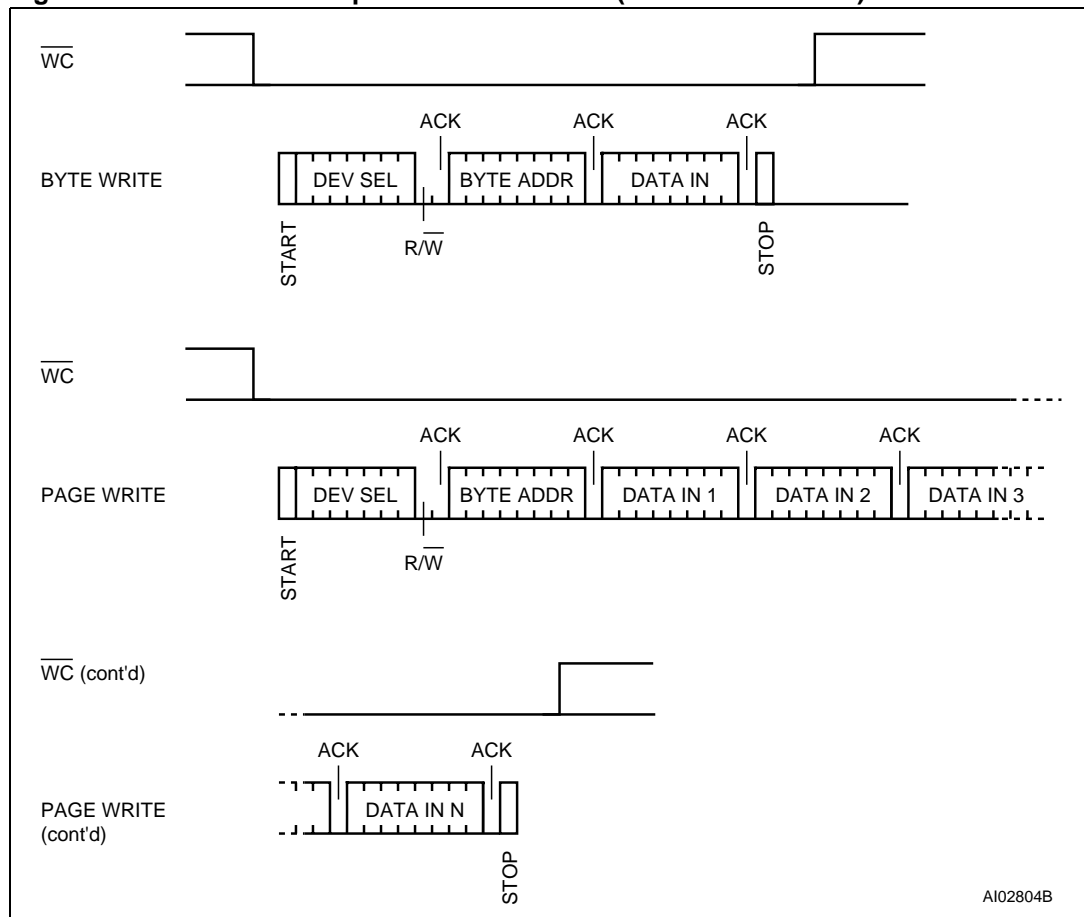 WC
ACK ACK ACK
BYTE WRITE DEV SEL BYTE ADDR DATA IN
START R/W STOP
WC
ACK ACK ACK ACK
PAGE WRITE DEV SEL BYTE ADDR DATA IN 1 DATA IN 2 DATA IN 3
START R/W
WC (cont'd)
ACK ACK
PAGE WRITE (cont'd) DATA IN N
STOP
AI02804B